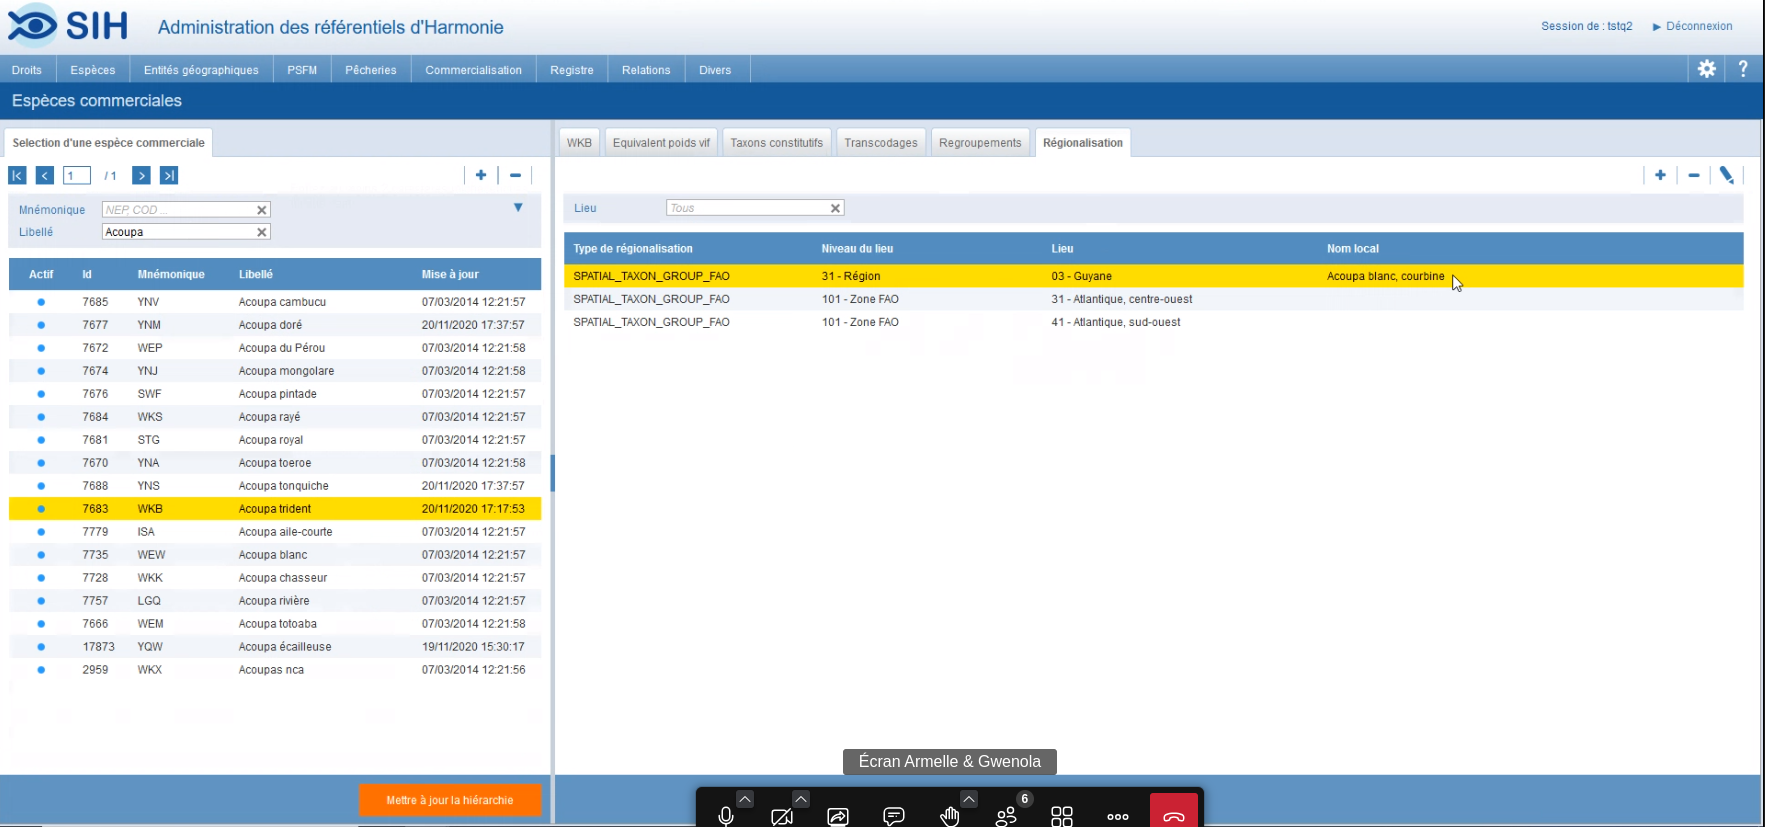 SIH
Administration des référentiels d'Harmonie
Session de : tstq2 ► Déconnexion
Droits Espèces Entités géographiques PSFM Pêcheries Commercialisation Registre Relations Divers ?
Espèces commerciales
Selection d'une espèce commerciale
1 / 1 + −
Mnémonique NEP, COD ...
Libellé Acoupa
Actif Id Mnémonique Libellé Mise à jour
7685 YNV Acoupa cambucu 07/03/2014 12:21:57
7677 YNM Acoupa doré 20/11/2020 17:37:57
7672 WEP Acoupa du Pérou 07/03/2014 12:21:58
7674 YNJ Acoupa mongolare 07/03/2014 12:21:58
7676 SWF Acoupa pintade 07/03/2014 12:21:57
7684 WKS Acoupa rayé 07/03/2014 12:21:57
7681 STG Acoupa royal 07/03/2014 12:21:57
7670 YNA Acoupa toeroe 07/03/2014 12:21:58
7688 YNS Acoupa tonquiche 20/11/2020 17:37:57
7683 WKB Acoupa trident 20/11/2020 17:17:53
7779 ISA Acoupa aile-courte 07/03/2014 12:21:57
7735 WEW Acoupa blanc 07/03/2014 12:21:57
7728 WKK Acoupa chasseur 07/03/2014 12:21:57
7757 LGQ Acoupa rivière 07/03/2014 12:21:57
7666 WEM Acoupa totoaba 07/03/2014 12:21:58
17873 YQW Acoupa écailleuse 19/11/2020 15:30:17
2959 WKX Acoupas nca 07/03/2014 12:21:56
Mettre à jour la hiérarchie
WKB Equivalent poids vif Taxons constitutifs Transcodages Regroupements Régionalisation
+ −
Lieu Tous
Type de régionalisation Niveau du lieu Lieu Nom local
SPATIAL_TAXON_GROUP_FAO 31 - Région 03 - Guyane Acoupa blanc, courbine
SPATIAL_TAXON_GROUP_FAO 101 - Zone FAO 31 - Atlantique, centre-ouest
SPATIAL_TAXON_GROUP_FAO 101 - Zone FAO 41 - Atlantique, sud-ouest
Écran Armelle & Gwenola
6